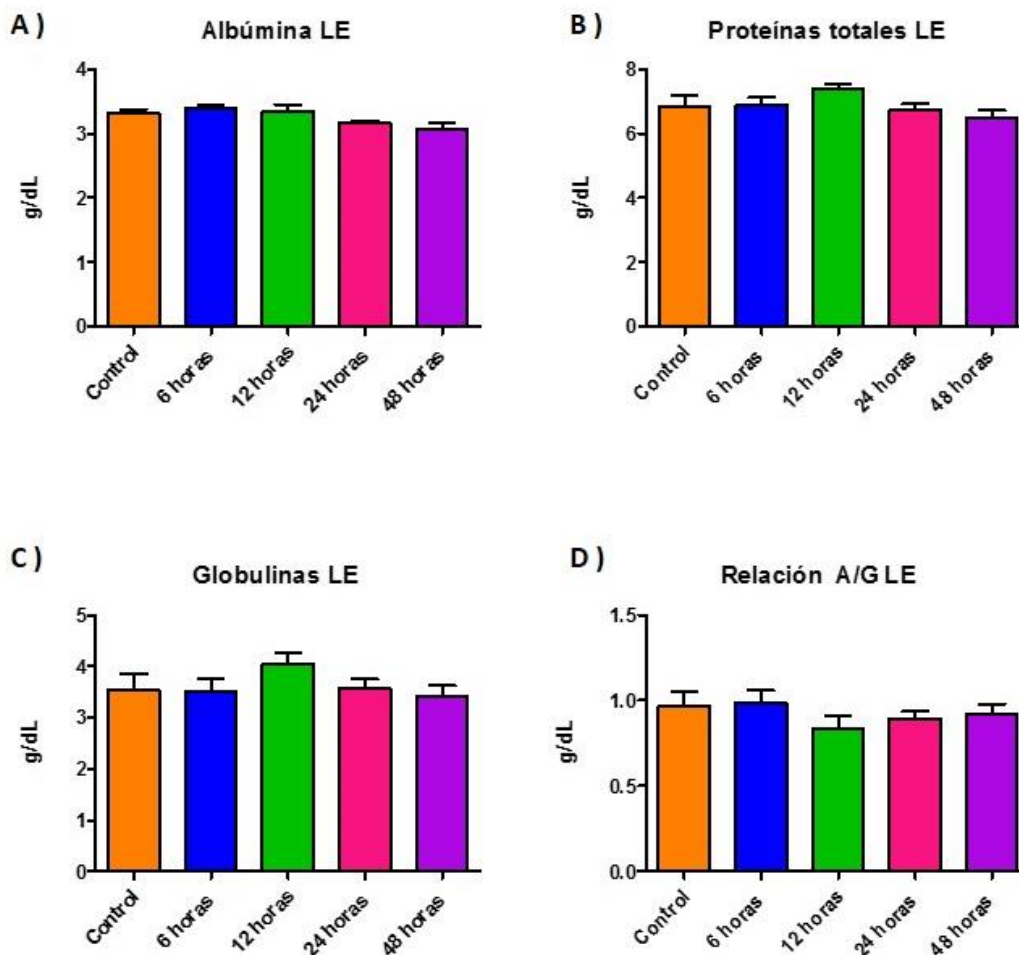 A )
Albúmina LE
4
3
2
1
0
g/dL
Control
6 horas
12 horas
24 horas
48 horas
B )
Proteínas totales LE
8
6
4
2
0
g/dL
Control
6 horas
12 horas
24 horas
48 horas
C )
Globulinas LE
5
4
3
2
1
0
g/dL
Control
6 horas
12 horas
24 horas
48 horas
D )
Relación A/G LE
1.5
1.0
0.5
0.0
g/dL
Control
6 horas
12 horas
24 horas
48 horas